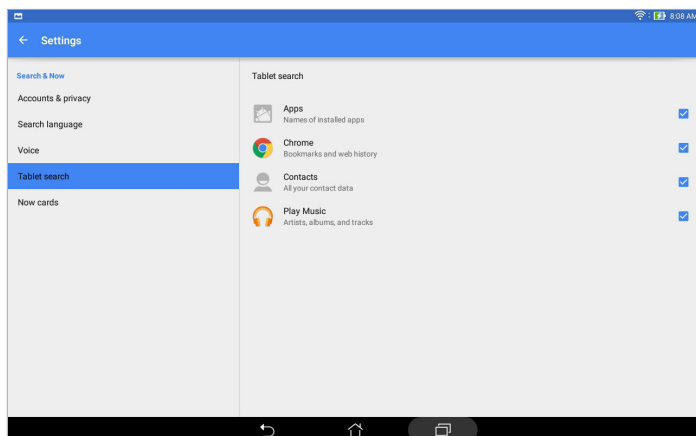 8:08 AM
Settings
Search & Now
Accounts & privacy
Search language
Voice
Tablet search
Now cards
Tablet search
Apps
Names of installed apps
Chrome
Bookmarks and web history
Contacts
All your contact data
Play Music
Artists, albums, and tracks